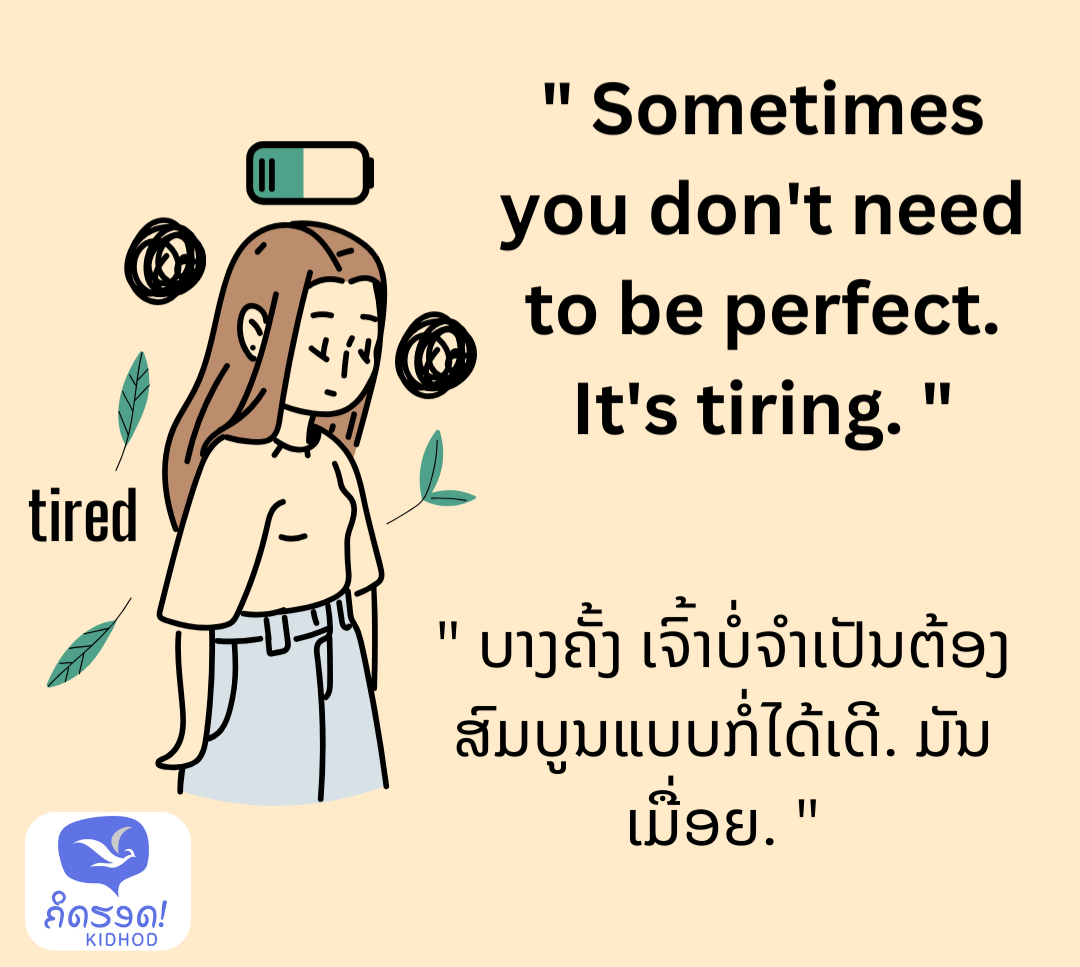 " Sometimes
you don't need
to be perfect.
It's tiring. "
tired
" ບາງຄັ້ງ ເຈົ້າບໍ່ຈຳເປັນຕ້ອງ
ສົມບູນແບບກໍ່ໄດ້ເດີ. ມັນ
ເມື່ອຍ. "
ຄິດຮອດ!
KIDHOD